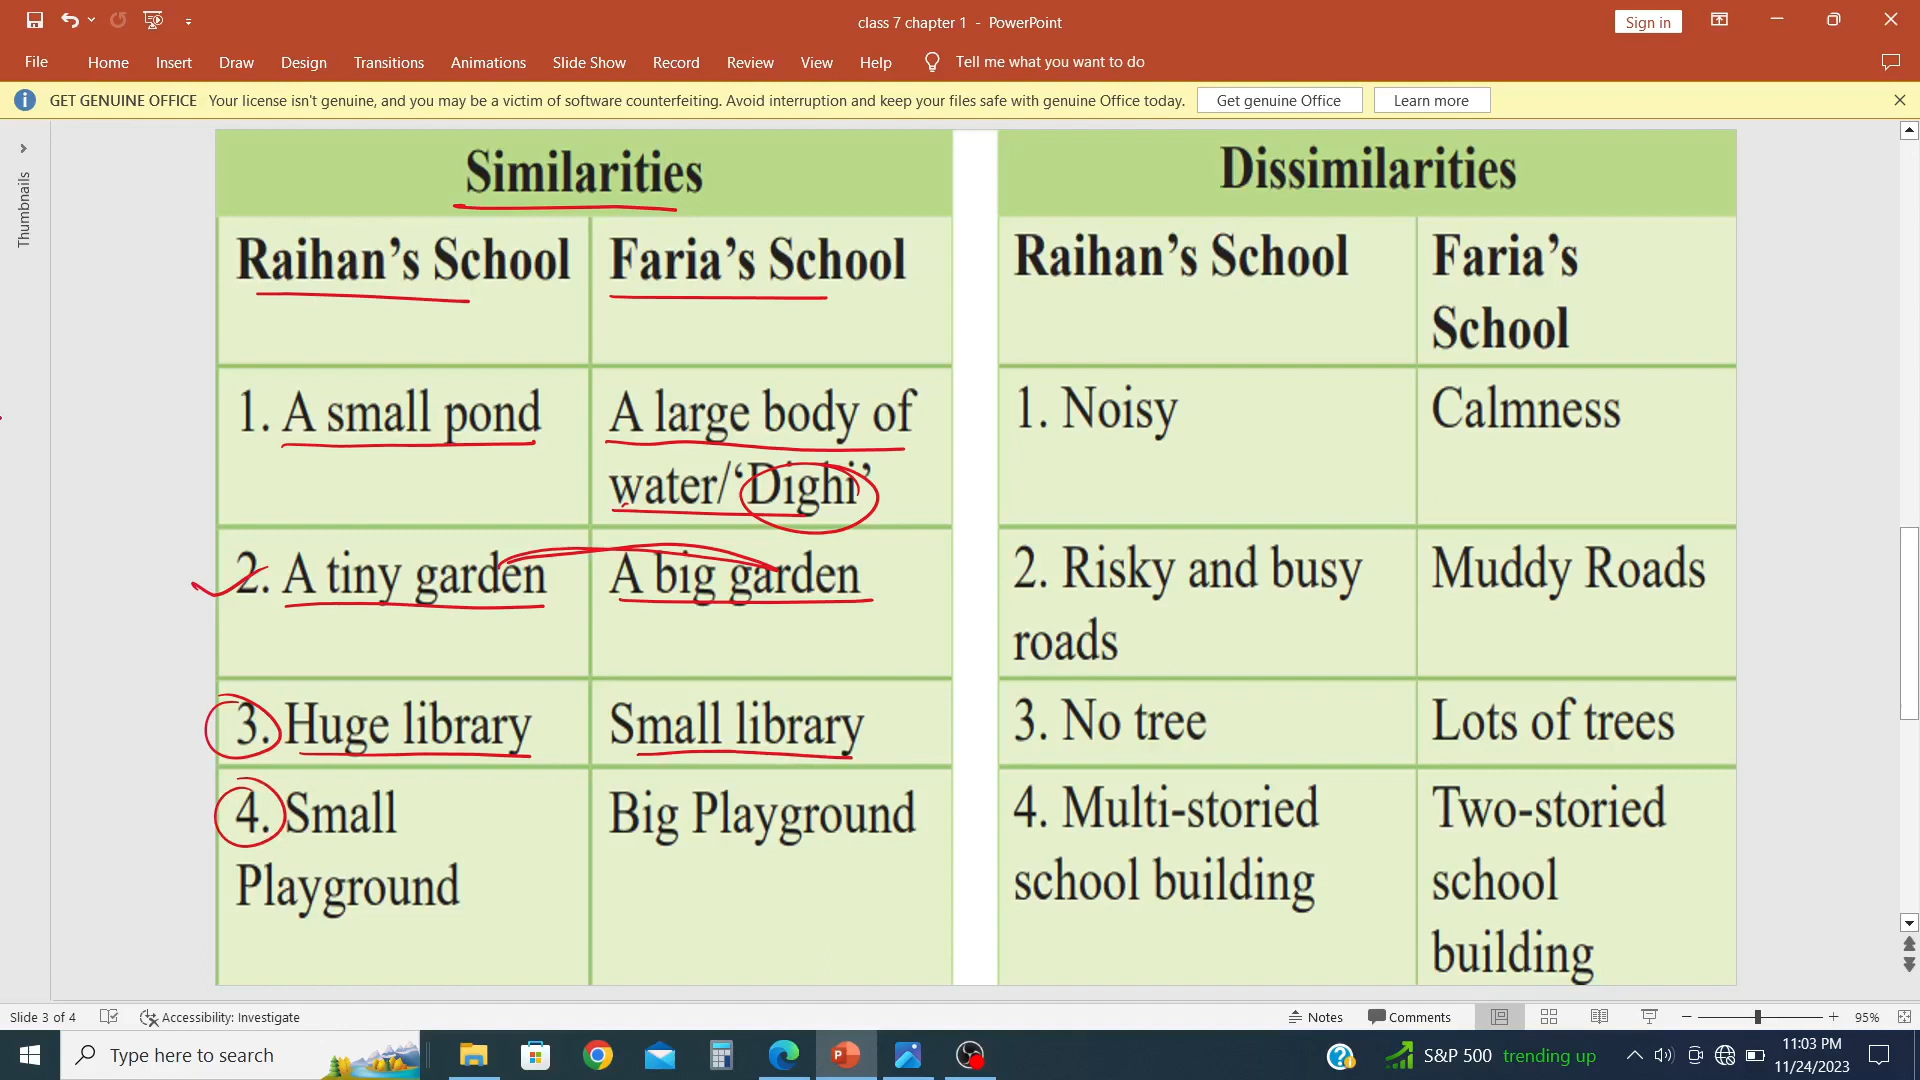 class 7 chapter 1 - PowerPoint
Sign in
File Home Insert Draw Design Transitions Animations Slide Show Record Review View Help Tell me what you want to do
GET GENUINE OFFICE Your license isn't genuine, and you may be a victim of software counterfeiting. Avoid interruption and keep your files safe with genuine Office today. Get genuine Office Learn more
Thumbnails
Similarities
Raihan’s School Faria’s School
1. A small pond A large body of
water/‘Dighi’
2. A tiny garden A big garden
3. Huge library Small library
4. Small Big Playground
Playground
Dissimilarities
Raihan’s School Faria’s
School
1. Noisy Calmness
2. Risky and busy Muddy Roads
roads
3. No tree Lots of trees
4. Multi-storied Two-storied
school building school
building
Slide 3 of 4 Accessibility: Investigate Notes Comments 95%
Type here to search S&P 500 trending up 11:03 PM
11/24/2023